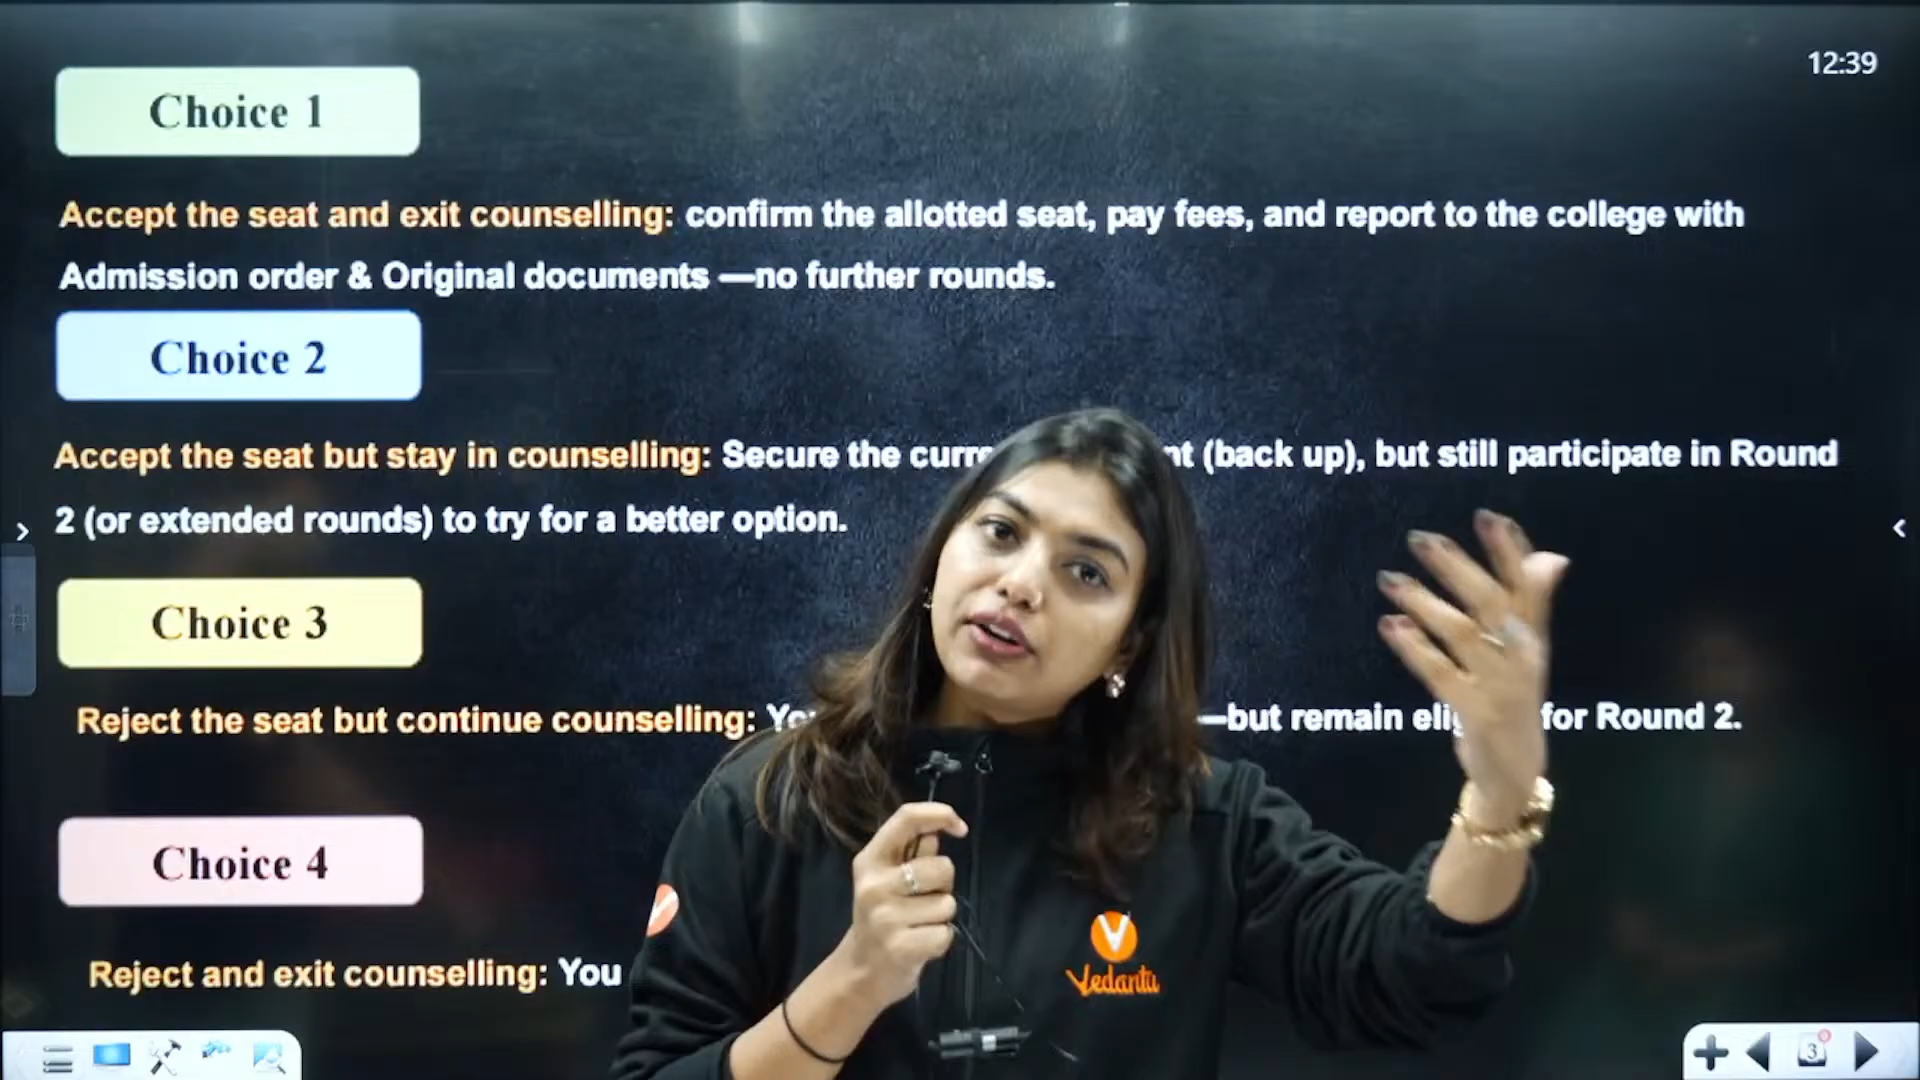 12:39
Choice 1
Accept the seat and exit counselling: confirm the allotted seat, pay fees, and report to the college with
Admission order & Original documents —no further rounds.
Choice 2
Accept the seat but stay in counselling: Secure the (back up), but still participate in Round
2 (or extended rounds) to try for a better option.
Choice 3
Reject the seat but continue counselling: —but remain for Round 2.
Choice 4
Reject and exit counselling: You
Vedantu
3